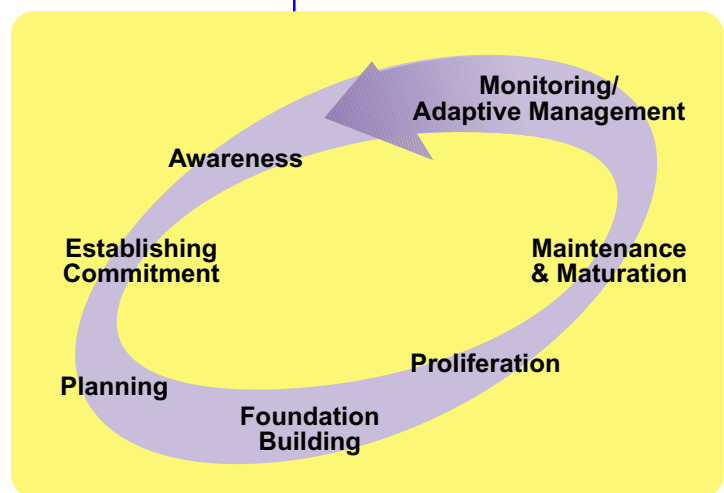 Monitoring/
Adaptive Management
Awareness
Establishing
Commitment
Maintenance
& Maturation
Proliferation
Planning
Foundation
Building